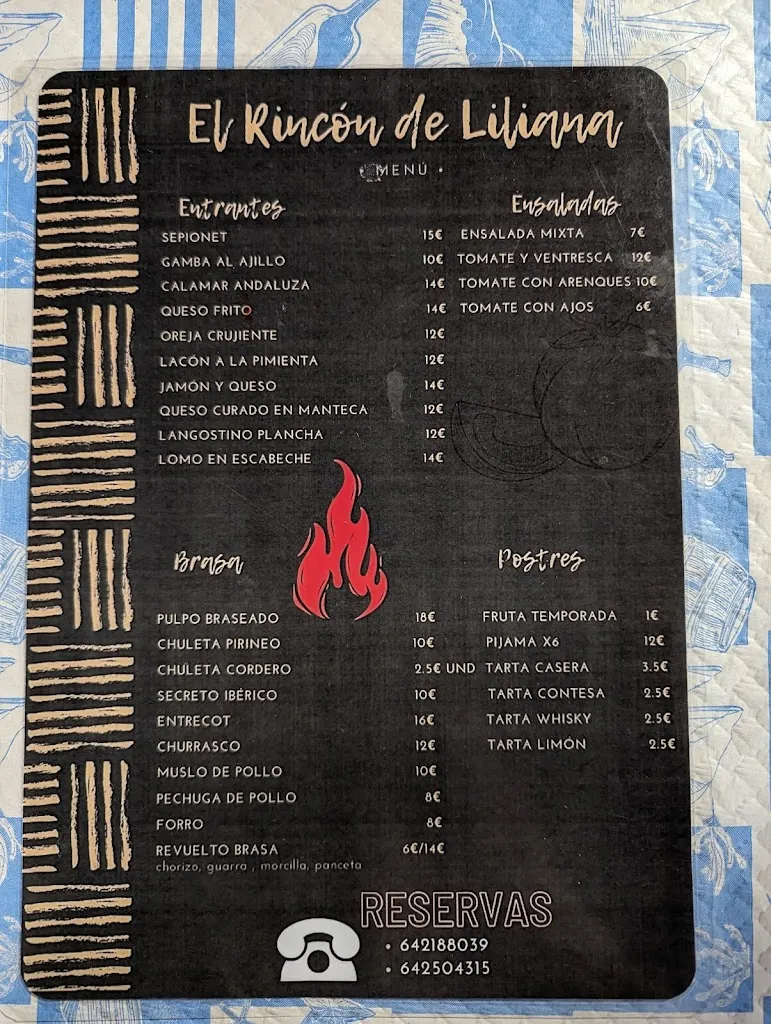 El Rincón de Liliana
MENÚ •
Entrantes
SEPIONET 15€
GAMBA AL AJILLO 10€
CALAMAR ANDALUZA 14€
QUESO FRITO 14€
OREJA CRUJIENTE 12€
LACÓN A LA PIMIENTA 12€
JAMÓN Y QUESO 14€
QUESO CURADO EN MANTECA 12€
LANGOSTINO PLANCHA 12€
LOMO EN ESCABECHE 14€
Ensaladas
ENSALADA MIXTA 7€
TOMATE Y VENTRESCA 12€
TOMATE CON ARENQUES 10€
TOMATE CON AJOS 6€
Brasa
PULPO BRASEADO 18€
CHULETA PIRINEO 10€
CHULETA CORDERO 2.5€ UND
SECRETO IBÉRICO 10€
ENTRECOT 16€
CHURRASCO 12€
MUSLO DE POLLO 10€
PECHUGA DE POLLO 8€
FORRO 8€
REVUELTO BRASA 6€/14€
chorizo, guarra , morcilla, panceta
Postres
FRUTA TEMPORADA 1€
PIJAMA X6 12€
TARTA CASERA 3.5€
TARTA CONTESA 2.5€
TARTA WHISKY 2.5€
TARTA LIMÓN 2.5€
RESERVAS
• 642188039
• 642504315